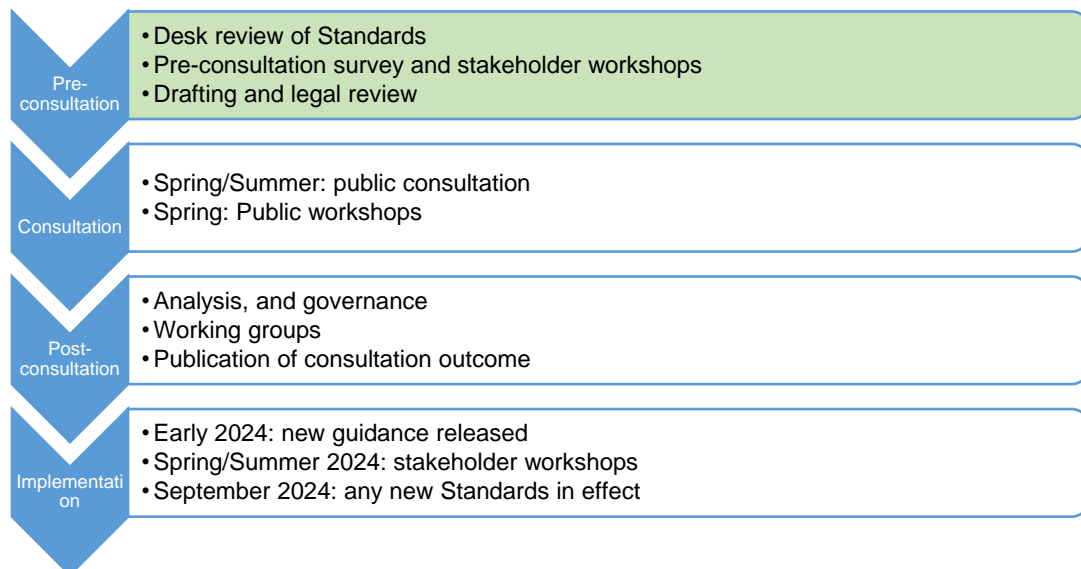 Pre-
consultation
• Desk review of Standards
• Pre-consultation survey and stakeholder workshops
• Drafting and legal review
Consultation
• Spring/Summer: public consultation
• Spring: Public workshops
Post-
consultation
• Analysis, and governance
• Working groups
• Publication of consultation outcome
Implementati
on
• Early 2024: new guidance released
• Spring/Summer 2024: stakeholder workshops
• September 2024: any new Standards in effect